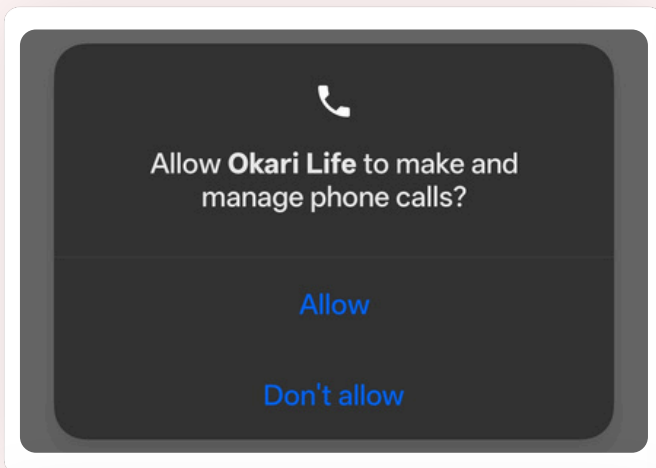 Allow Okari Life to make and
manage phone calls?
Allow
Don't allow